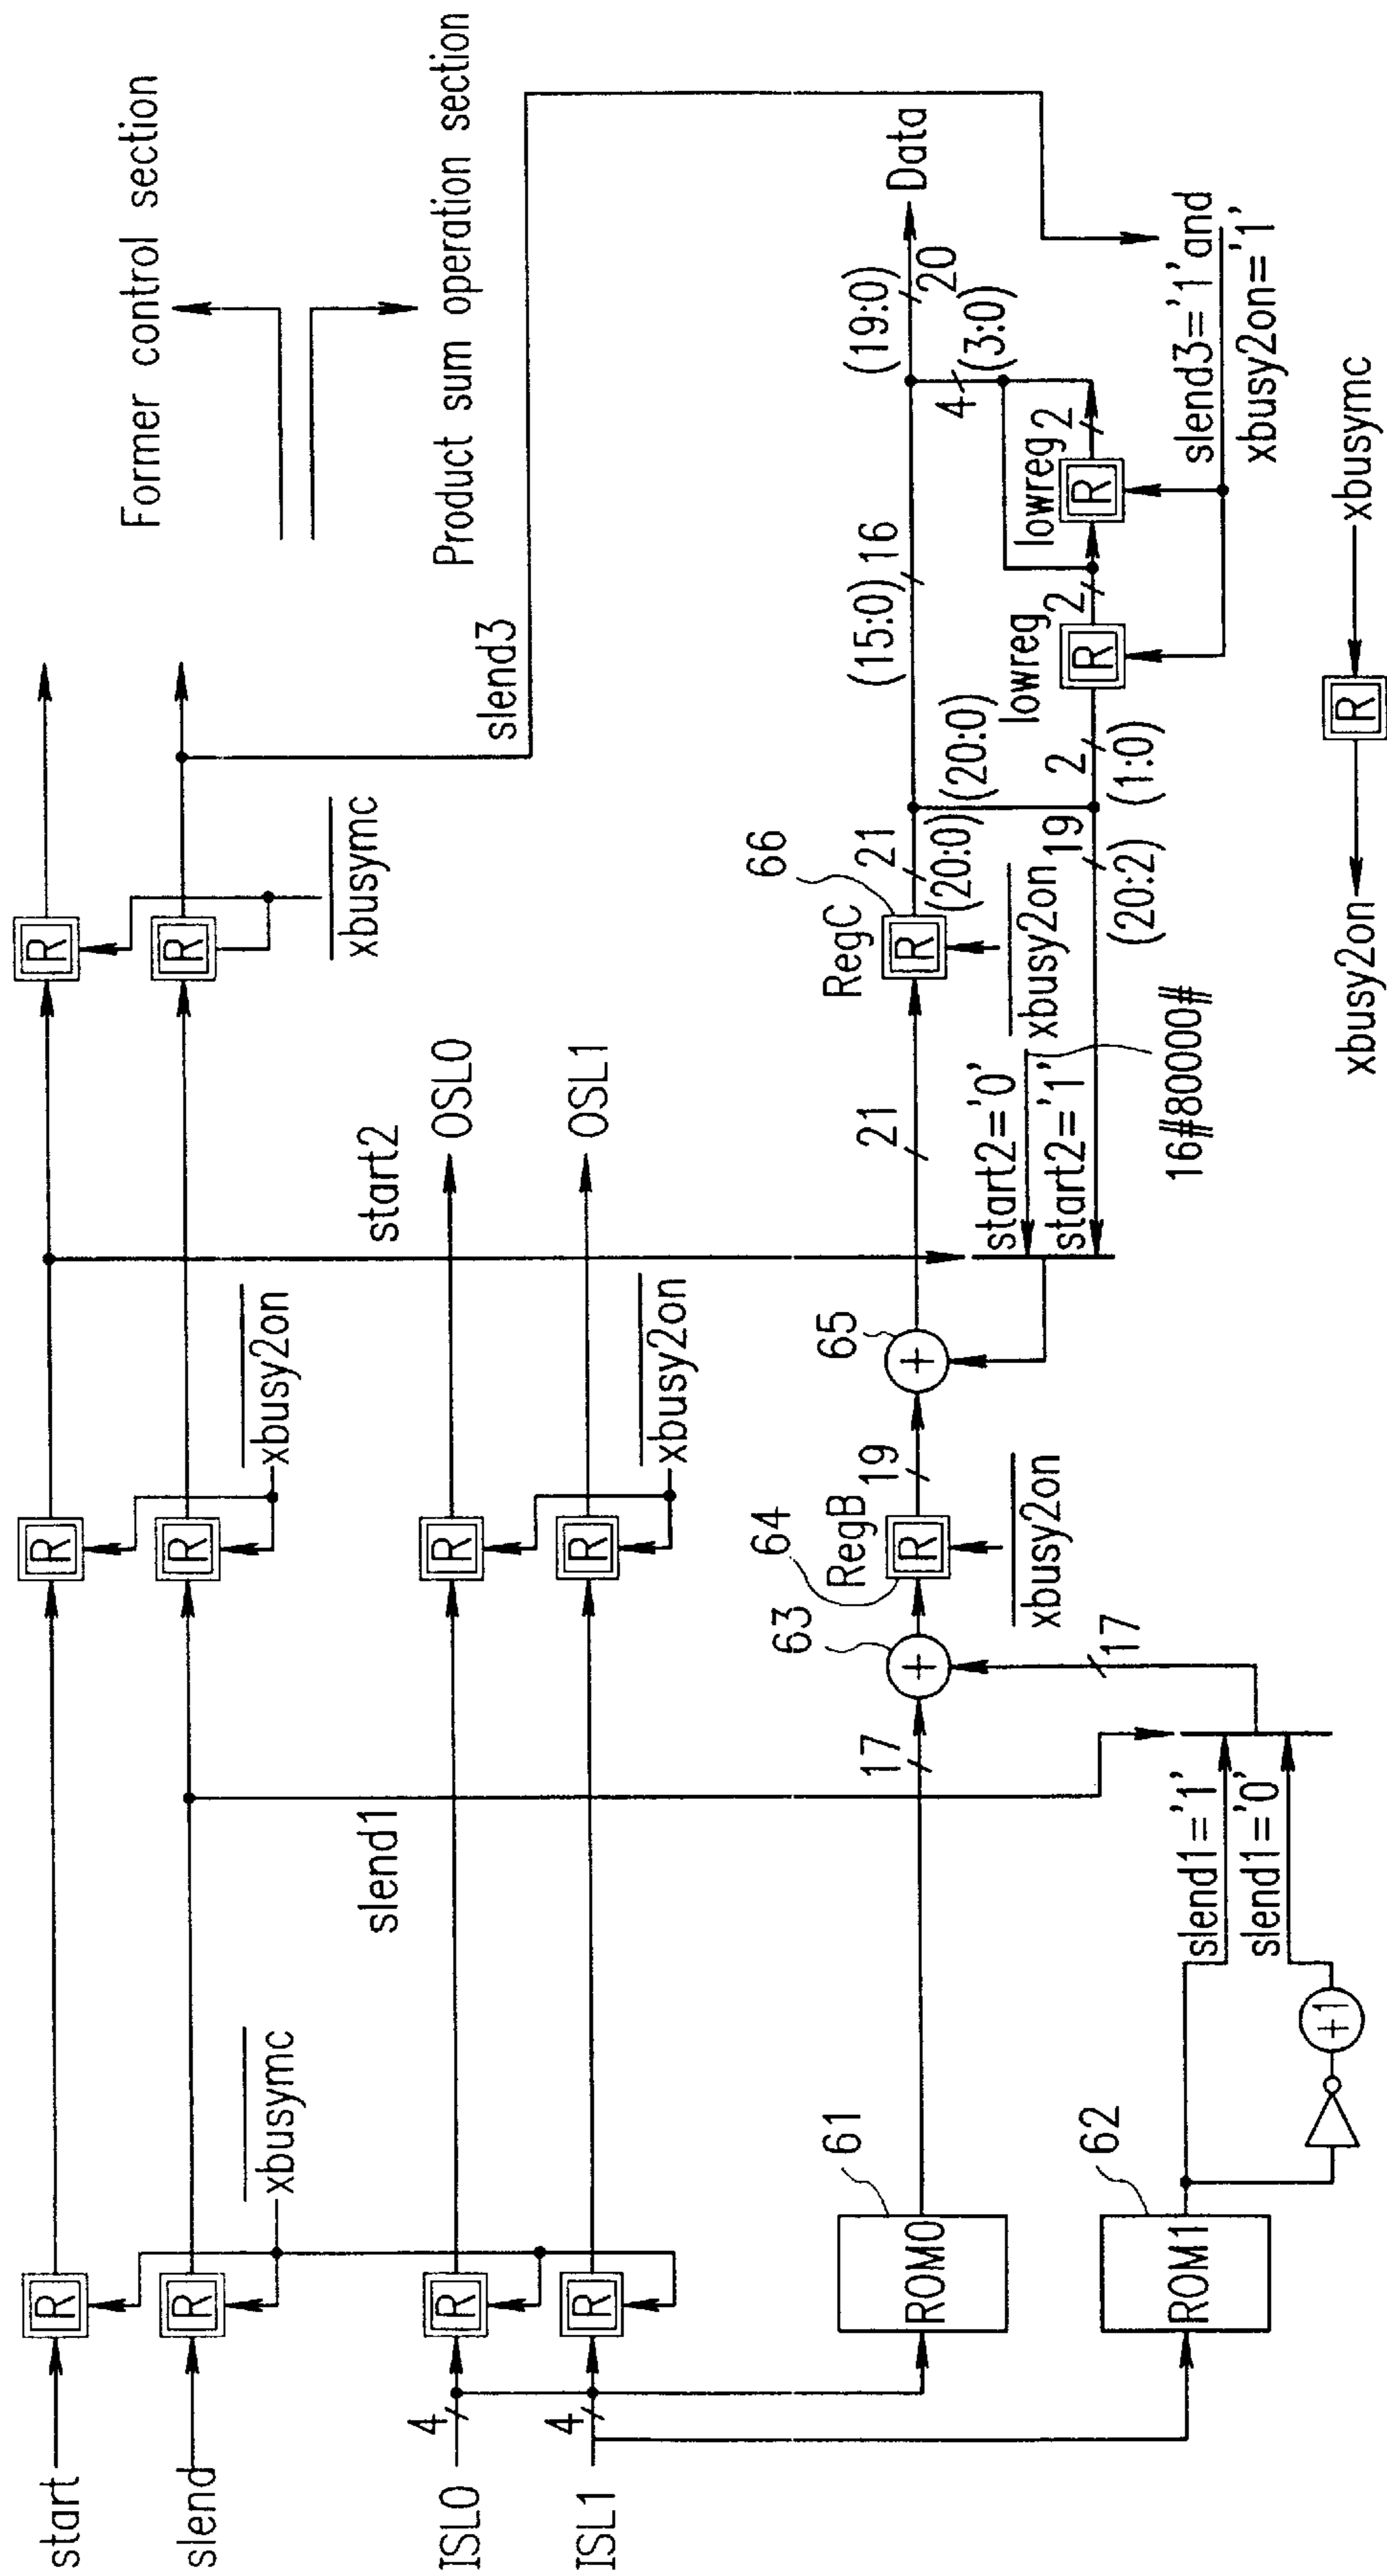 start
slend
ISL0
ISL1
4
4
R
R
R
R
xbusymc
ROM0
61
ROM1
62
+1
slend1
slend1='1'
slend1='0'
17
17
63
+
64
RegB
R
xbusy2on
19
R
R
xbusy2on
R
R
xbusy2on
start2
OSL0
OSL1
65
+
21
start2='0'
start2='1'
16#80000#
R
R
xbusymc
RegC
R
66
xbusy2on
21
(20:0)
(20:0)
19
(20:2)
2
(1:0)
slend3
lowreg
R
2
lowreg
R
2
(15:0)
16
4
(3:0)
(19:0)
20
Data
slend3='1' and
xbusy2on='1'
Former control section
Product sum operation section
xbusy2on
R
xbusymc